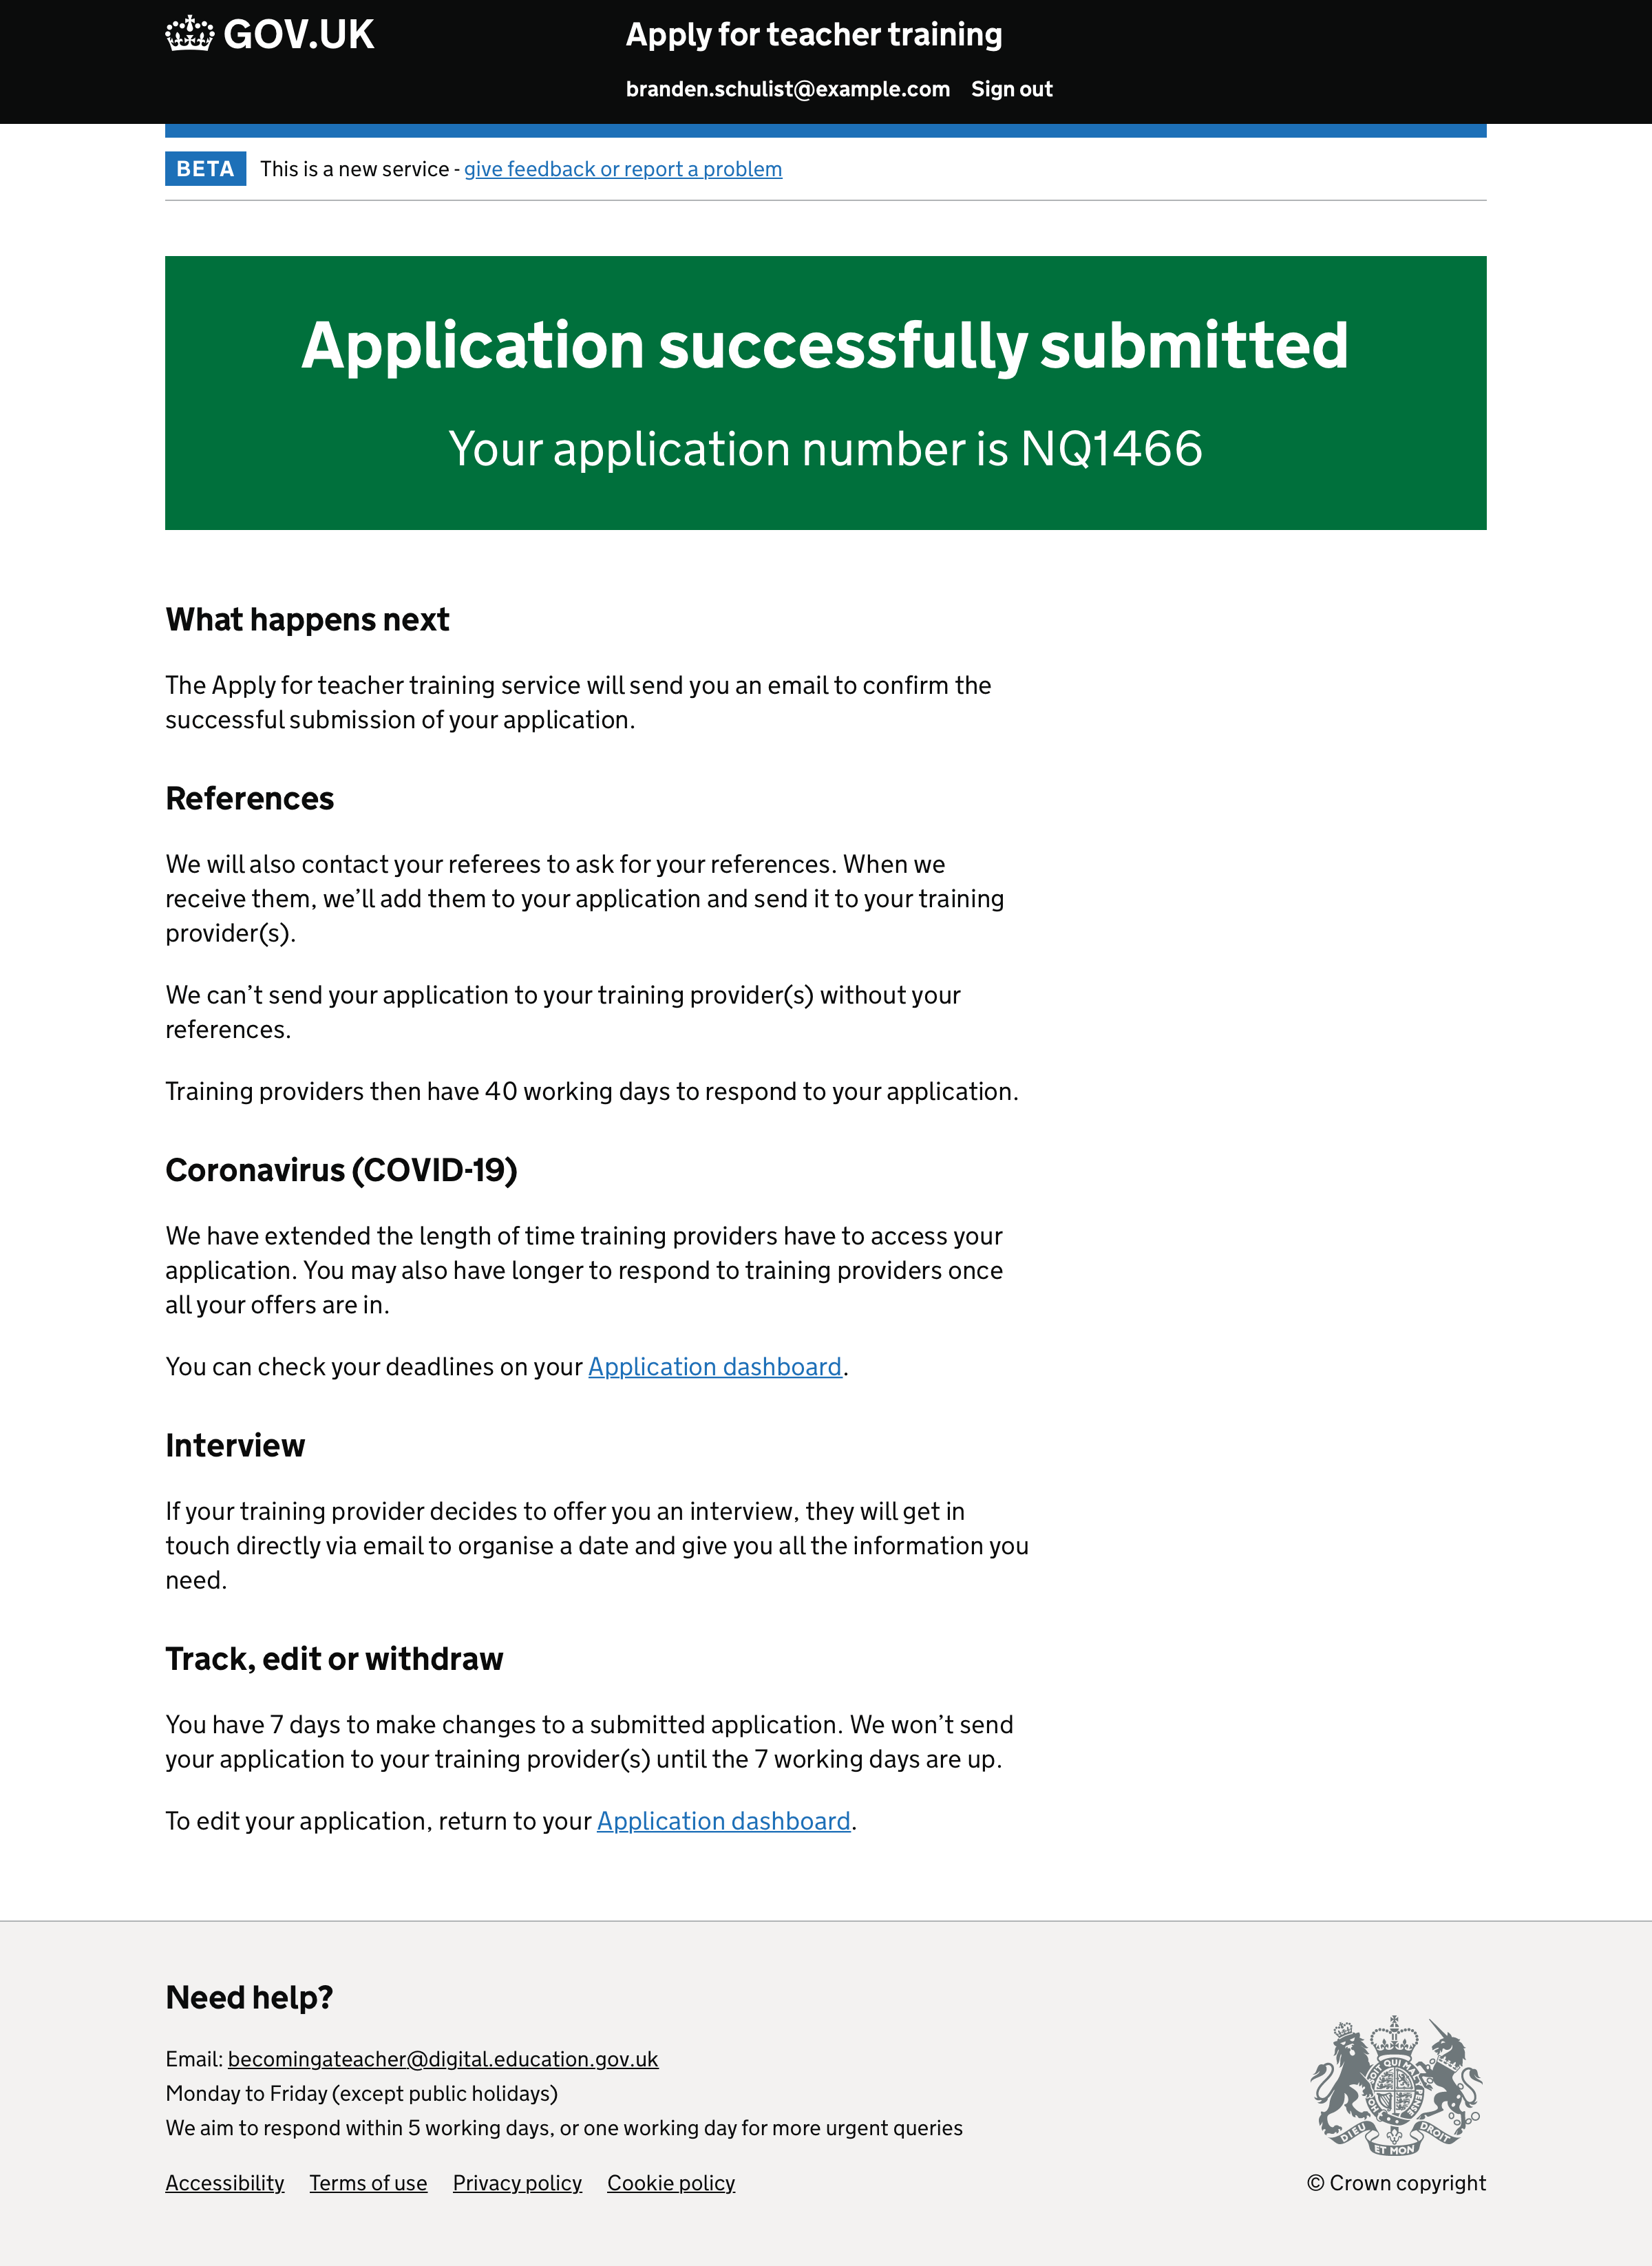 GOV.UK
Apply for teacher training
branden.schulist@example.com Sign out
BETA This is a new service - give feedback or report a problem
Application successfully submitted
Your application number is NQ1466
What happens next
The Apply for teacher training service will send you an email to confirm the
successful submission of your application.
References
We will also contact your referees to ask for your references. When we
receive them, we’ll add them to your application and send it to your training
provider(s).
We can’t send your application to your training provider(s) without your
references.
Training providers then have 40 working days to respond to your application.
Coronavirus (COVID-19)
We have extended the length of time training providers have to access your
application. You may also have longer to respond to training providers once
all your offers are in.
You can check your deadlines on your Application dashboard.
Interview
If your training provider decides to offer you an interview, they will get in
touch directly via email to organise a date and give you all the information you
need.
Track, edit or withdraw
You have 7 days to make changes to a submitted application. We won’t send
your application to your training provider(s) until the 7 working days are up.
To edit your application, return to your Application dashboard.
Need help?
Email: becomingateacher@digital.education.gov.uk
Monday to Friday (except public holidays)
We aim to respond within 5 working days, or one working day for more urgent queries
Accessibility Terms of use Privacy policy Cookie policy
DIEU ET MON DROIT
© Crown copyright